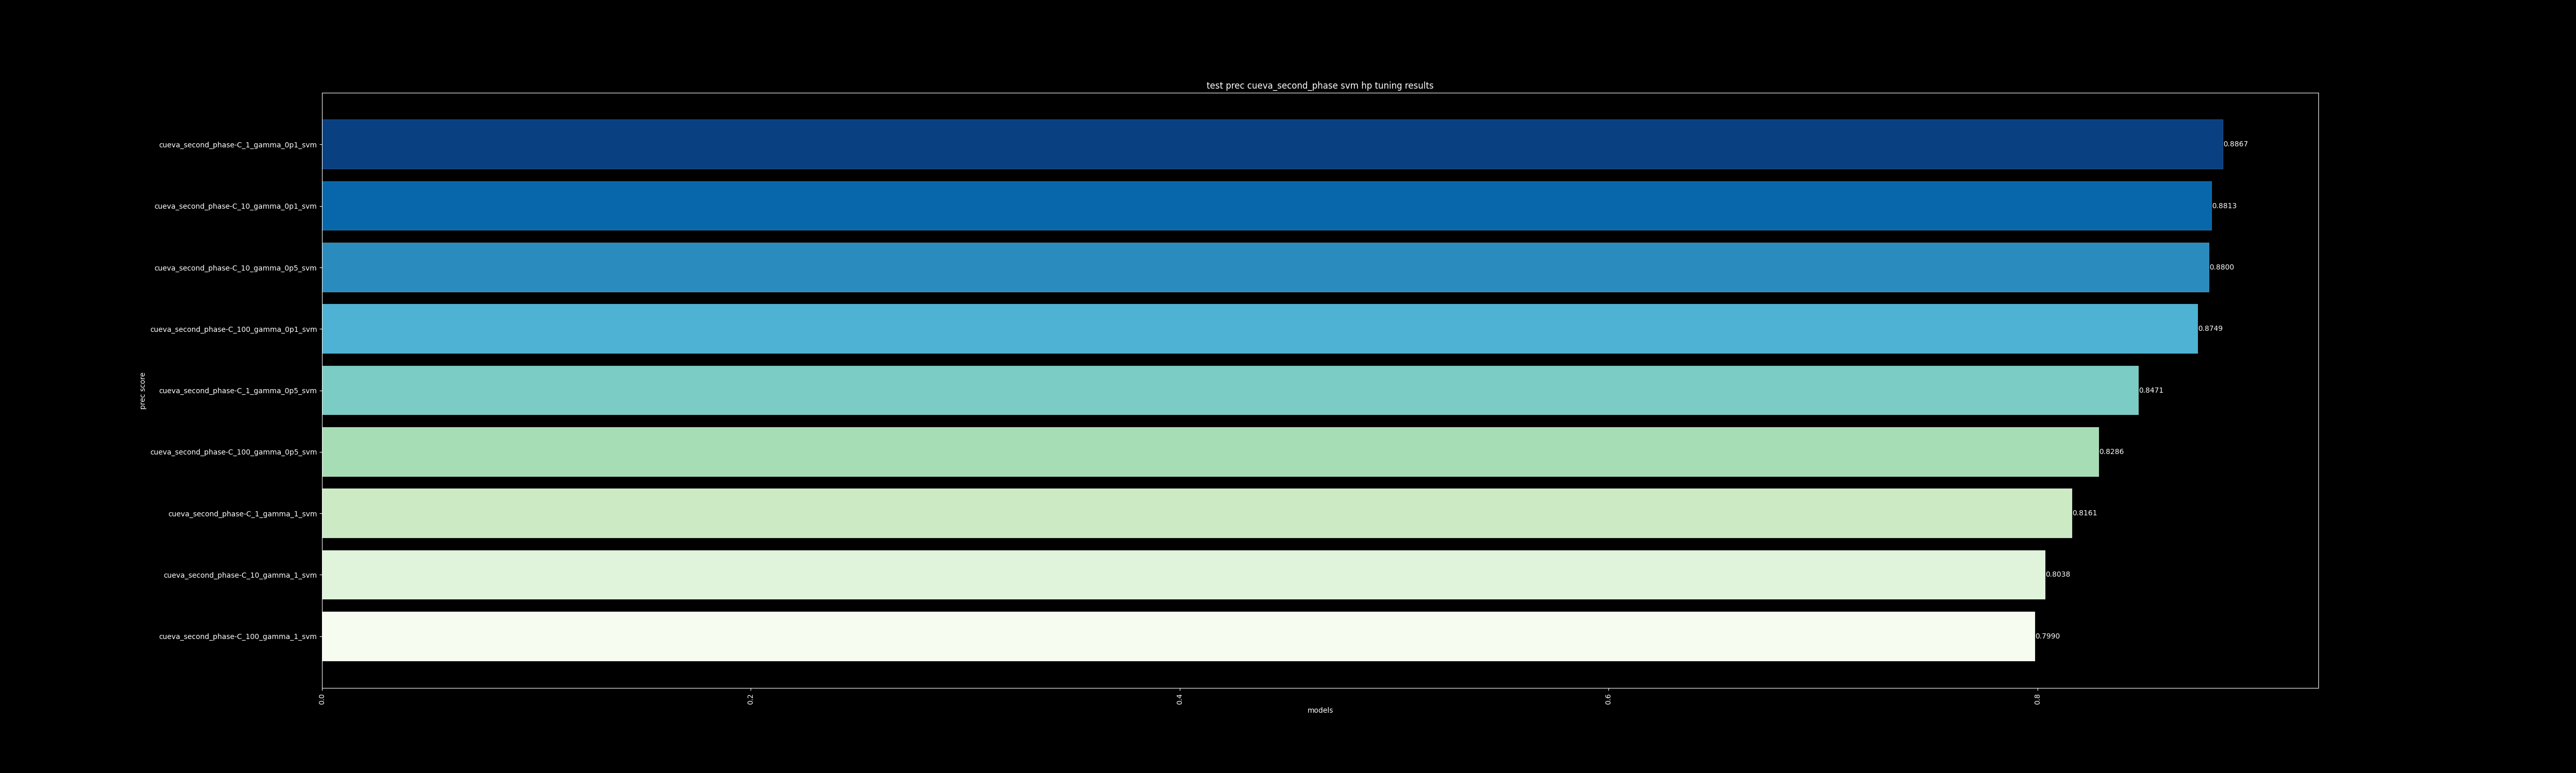 test prec cueva_second_phase svm hp tuning results
cueva_second_phase-C_1_gamma_0p1_svm
0.8867
cueva_second_phase-C_10_gamma_0p1_svm
0.8813
cueva_second_phase-C_10_gamma_0p5_svm
0.8800
cueva_second_phase-C_100_gamma_0p1_svm
0.8749
prec score
cueva_second_phase-C_1_gamma_0p5_svm
0.8471
cueva_second_phase-C_100_gamma_0p5_svm
0.8286
cueva_second_phase-C_1_gamma_1_svm
0.8161
cueva_second_phase-C_10_gamma_1_svm
0.8038
cueva_second_phase-C_100_gamma_1_svm
0.7990
0.0
0.2
0.4
0.6
0.8
models